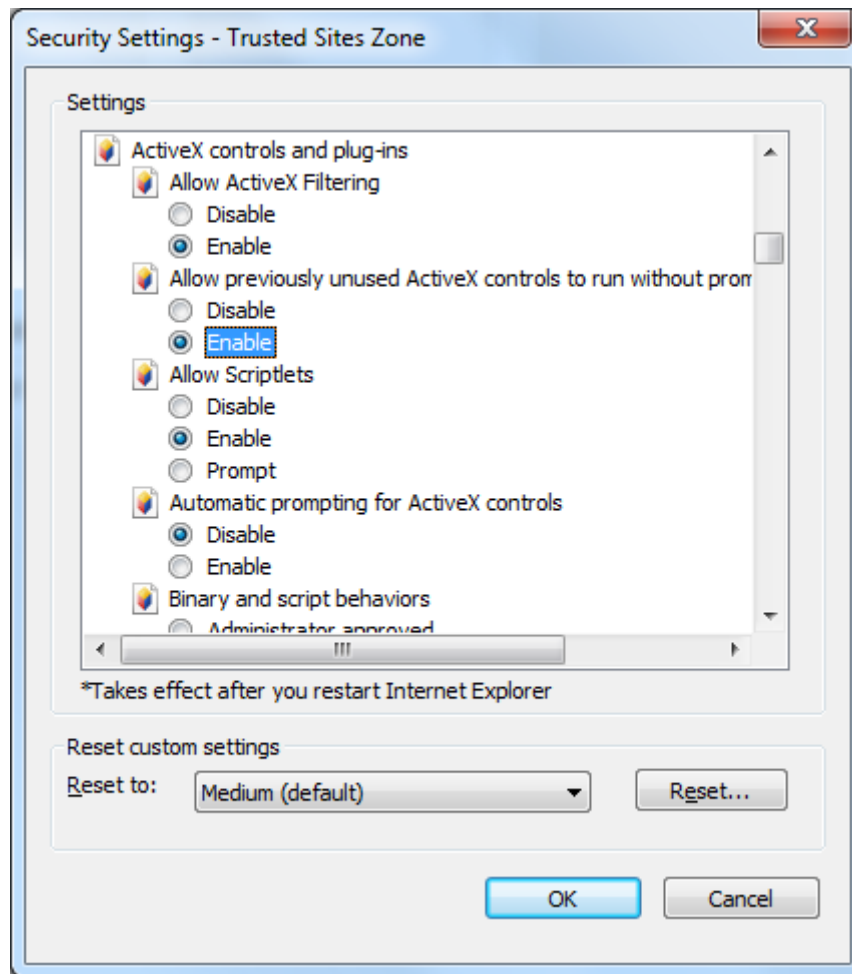 Security Settings - Trusted Sites Zone
Settings
ActiveX controls and plug-ins
Allow ActiveX Filtering
Disable
Enable
Allow previously unused ActiveX controls to run without prom
Disable
Enable
Allow Scriptlets
Disable
Enable
Prompt
Automatic prompting for ActiveX controls
Disable
Enable
Binary and script behaviors
Administrator approved
*Takes effect after you restart Internet Explorer
Reset custom settings
Reset to: Medium (default) Reset...
OK Cancel